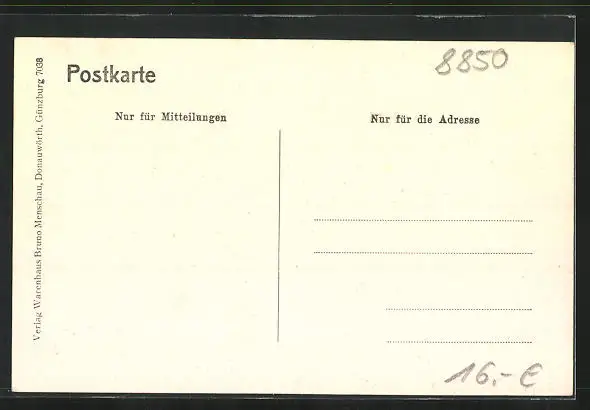 8850
Postkarte
Nur für Mitteilungen
Nur für die Adresse
Verlag Warenhaus Bruno Menschau, Donauwörth, Günzburg 7038
16,- €